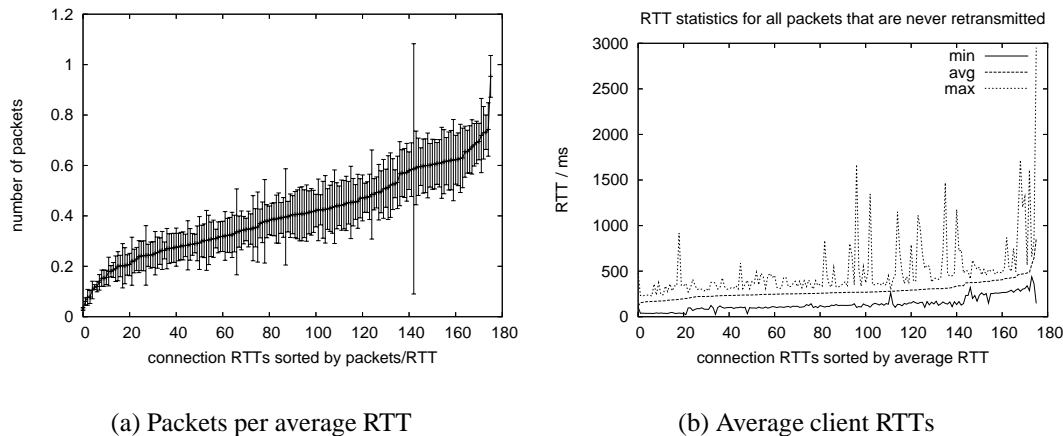 1.2
1
0.8
0.6
0.4
0.2
0
number of packets
0 20 40 60 80 100 120 140 160 180
connection RTTs sorted by packets/RTT
(a) Packets per average RTT
RTT statistics for all packets that are never retransmitted
3000
2500
2000
1500
1000
500
0
RTT / ms
min
avg
max
0 20 40 60 80 100 120 140 160 180
connection RTTs sorted by average RTT
(b) Average client RTTs